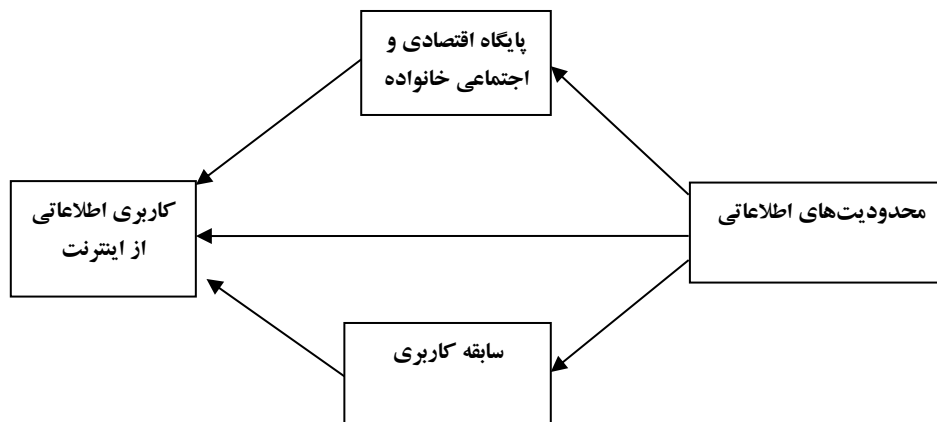 پایگاه اقتصادی و
اجتماعی خانواده
محدودیت‌های اطلاعاتی
کاربری اطلاعاتی
از اینترنت
سابقه کاربری